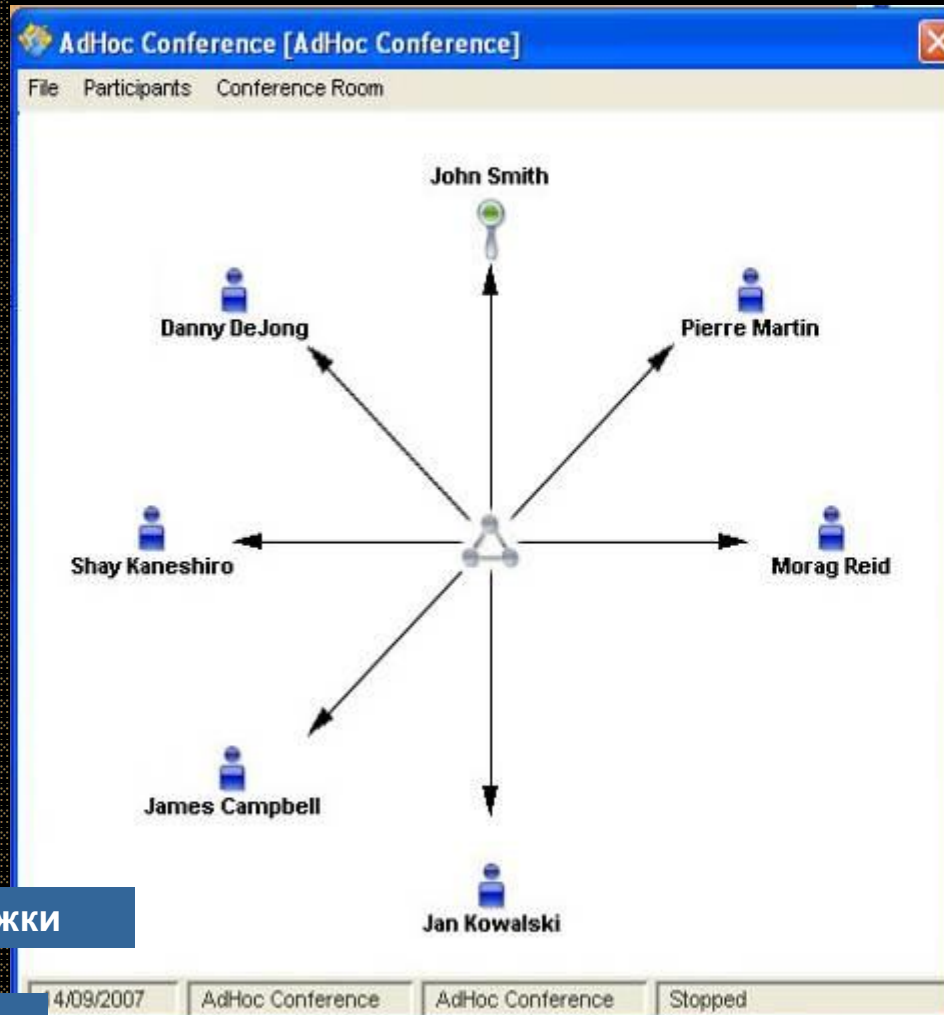 AdHoc Conference [AdHoc Conference]
File Participants Conference Room
John Smith
Danny DeJong
Pierre Martin
Shay Kaneshiro
Morag Reid
James Campbell
Jan Kowalski
жки
4/09/2007 AdHoc Conference AdHoc Conference Stopped